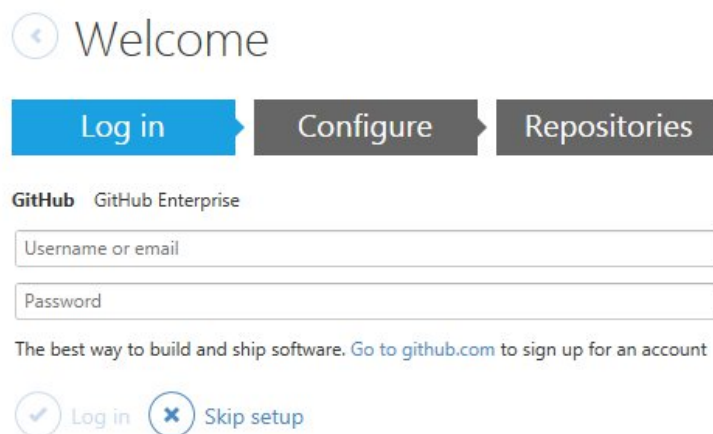 Welcome
Log in Configure Repositories
GitHub GitHub Enterprise
Username or email
Password
The best way to build and ship software. Go to github.com to sign up for an account
Log in Skip setup